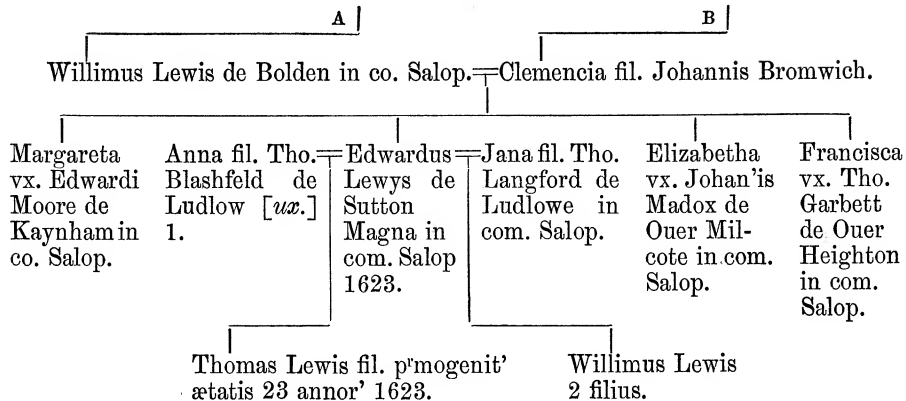 A B
Willimus Lewis de Bolden in co. Salop.=Clemencia fil. Johannis Bromwich.
Margareta
vx. Edwardi
Moore de
Kaynham in
co. Salop.
Anna fil. Tho.=
Blashfeld de
Ludlow [ux.]
1.
Edwardus=
Lewys de
Sutton
Magna in
com. Salop
1623.
Jana fil. Tho.
Langford de
Ludlowe in
com. Salop.
Elizabetha
vx. Johan'is
Madox de
Ouer Mil-
cote in com.
Salop.
Francisca
vx. Tho.
Garbett
de Ouer
Heighton
in com.
Salop.
Thomas Lewis fil. pʳmogenit'
ætatis 23 annor' 1623.
Willimus Lewis
2 filius.